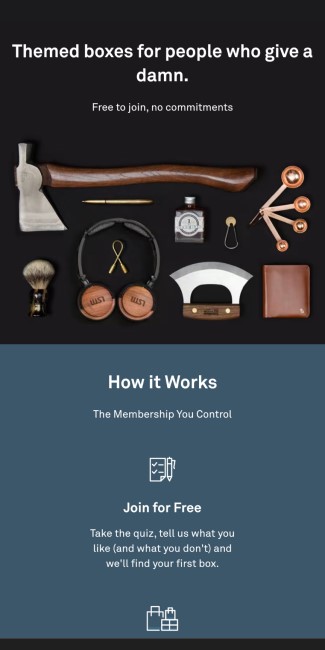 Themed boxes for people who give a
damn.
Free to join, no commitments
LSTN
LSTN
How it Works
The Membership You Control
Join for Free
Take the quiz, tell us what you
like (and what you don't) and
we'll find your first box.